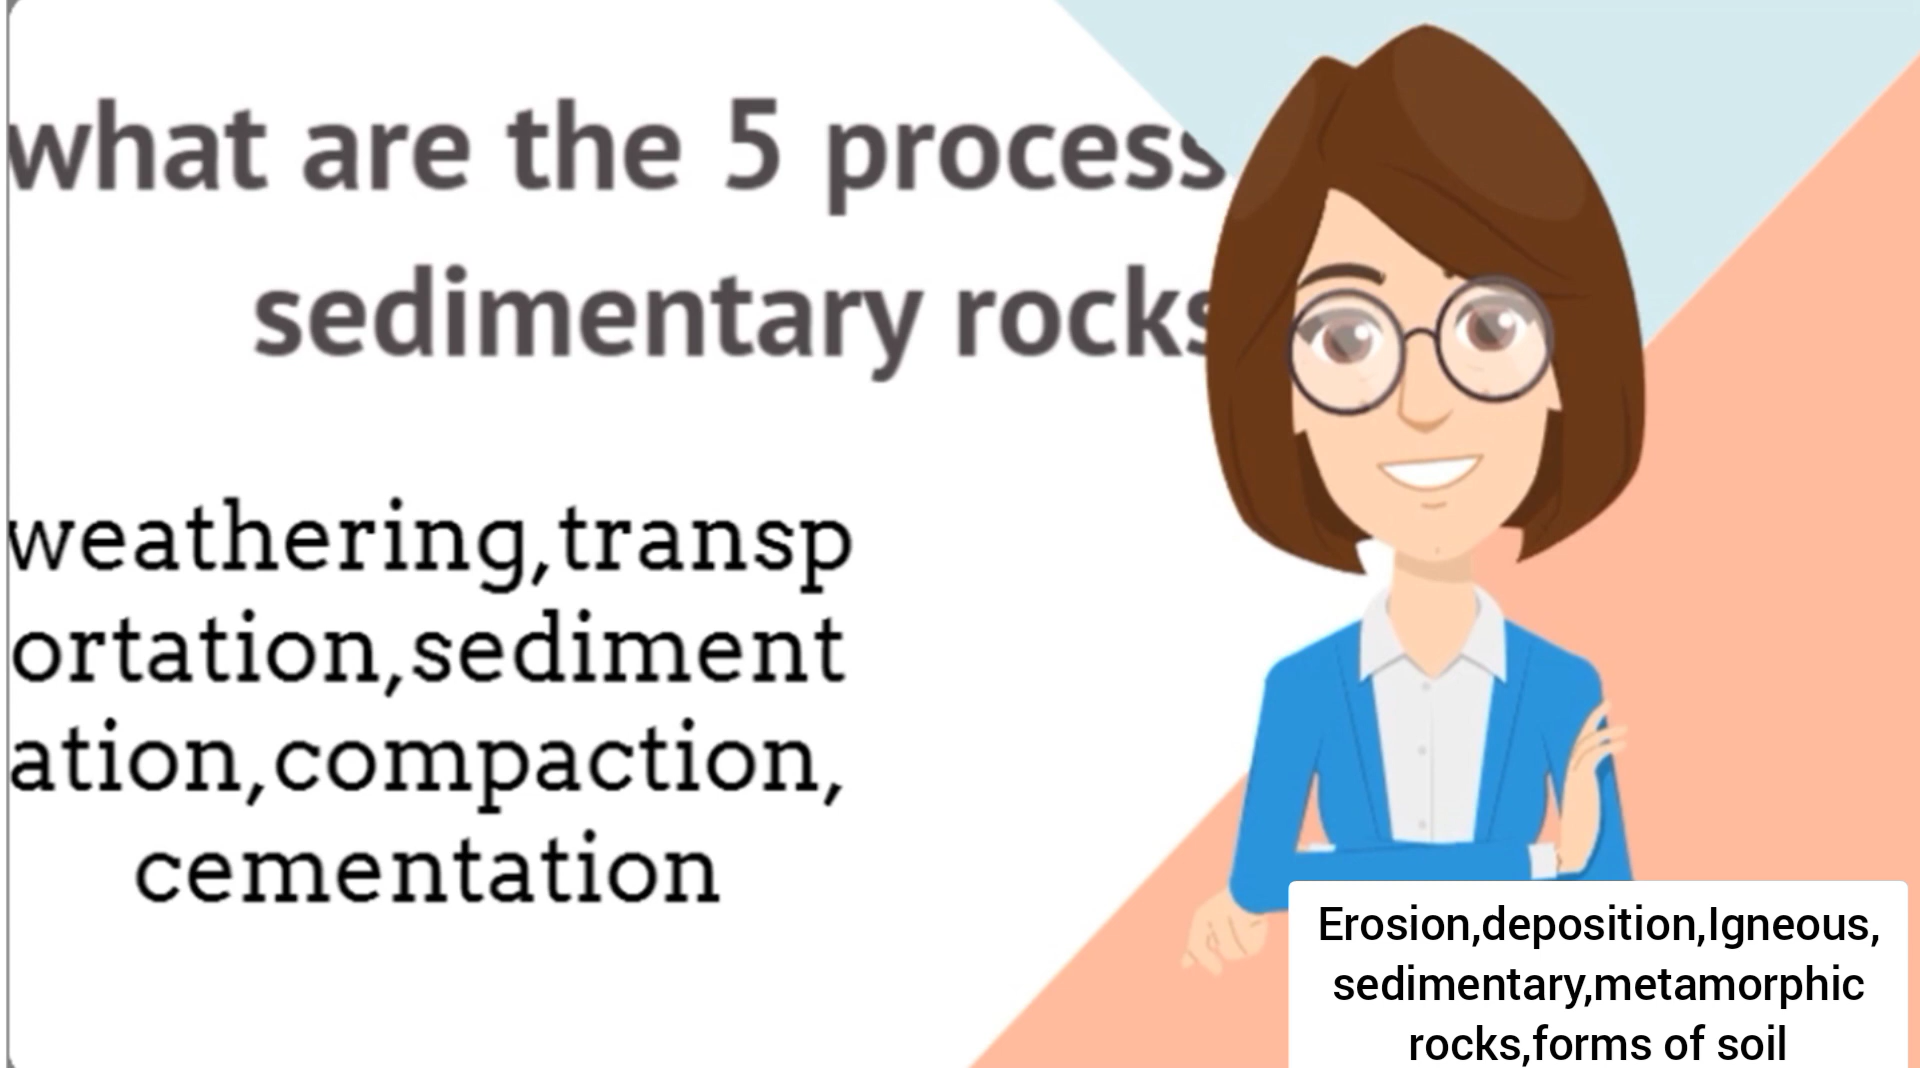 what are the 5 process
sedimentary rocks
weathering,transp
ortation,sediment
ation,compaction,
cementation
Erosion,deposition,Igneous,
sedimentary,metamorphic
rocks,forms of soil